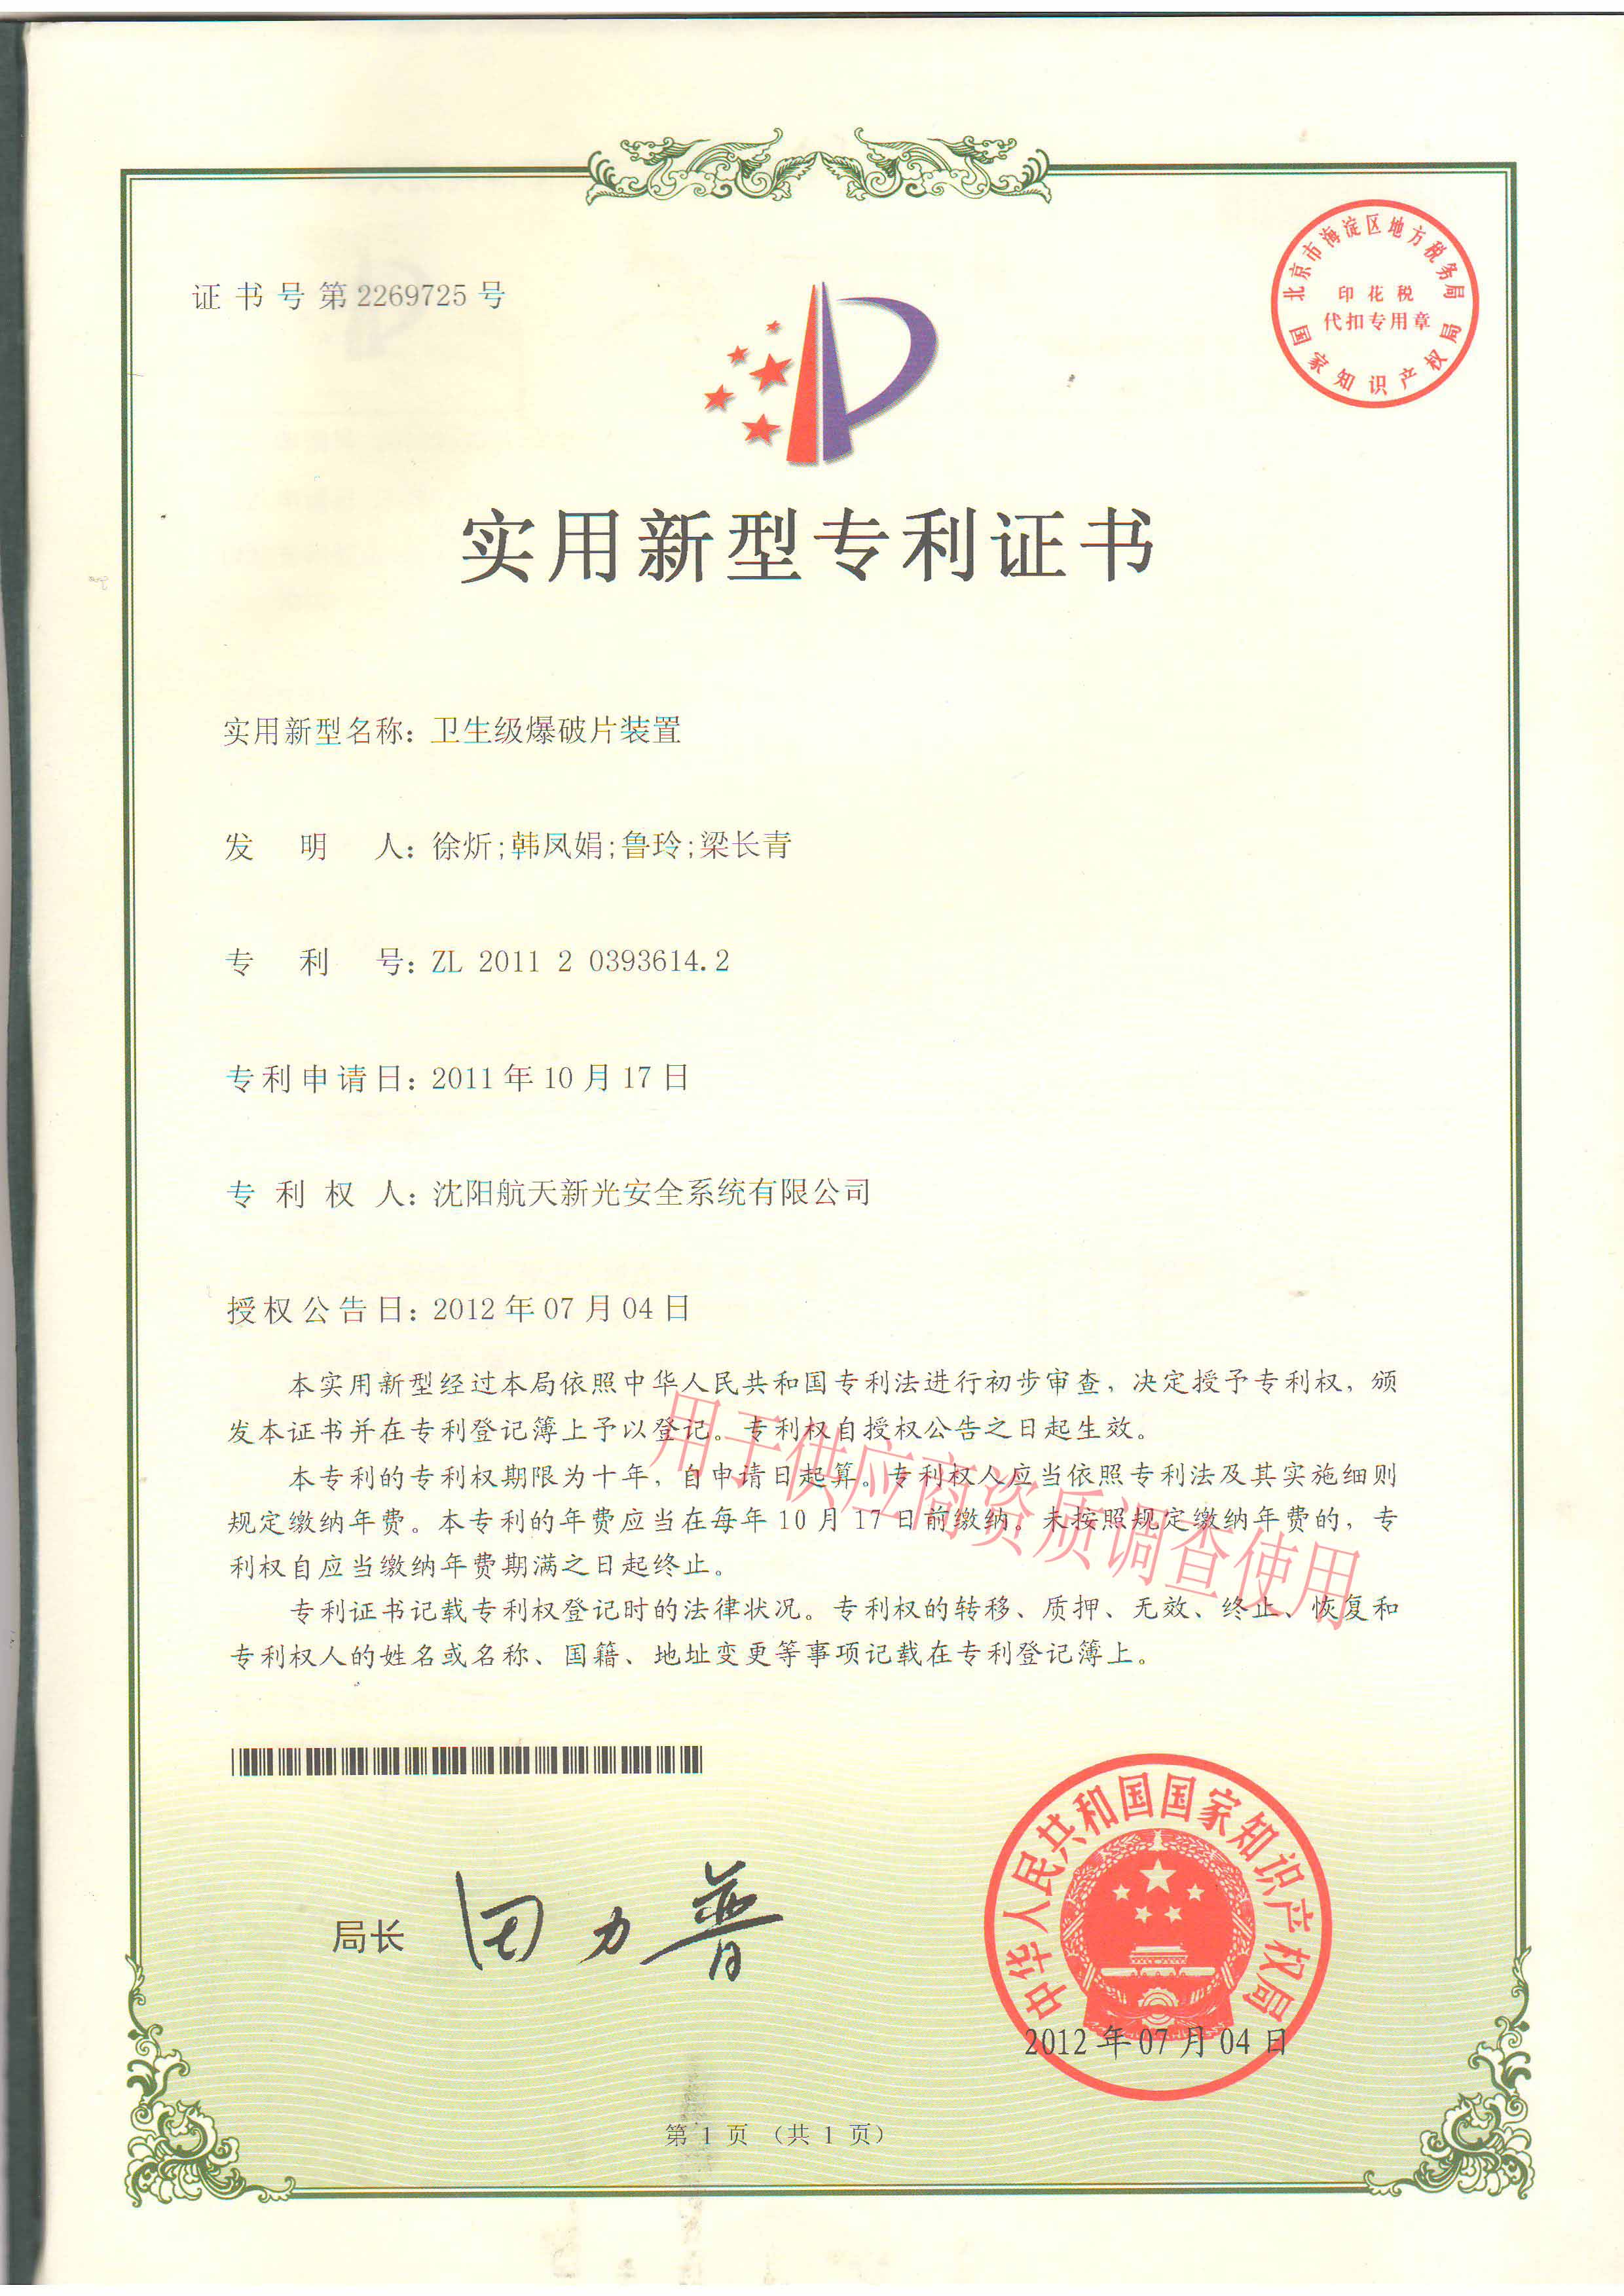 证书号第2269725号
北京市海淀区地方税务局
印花税
代扣专用章
国家知识产权局
实用新型专利证书
实用新型名称：卫生级爆破片装置
发明人：徐炘;韩凤娟;鲁玲;梁长青
专利号：ZL 2011 2 0393614.2
专利申请日：2011年10月17日
专利权人：沈阳航天新光安全系统有限公司
授权公告日：2012年07月04日
本实用新型经过本局依照中华人民共和国专利法进行初步审查，决定授予专利权，颁
发本证书并在专利登记簿上予以登记。专利权自授权公告之日起生效。
本专利的专利权期限为十年，自申请日起算。专利权人应当依照专利法及其实施细则
规定缴纳年费。本专利的年费应当在每年10月17日前缴纳。未按照规定缴纳年费的，专
利权自应当缴纳年费期满之日起终止。
专利证书记载专利权登记时的法律状况。专利权的转移、质押、无效、终止、恢复和
专利权人的姓名或名称、国籍、地址变更等事项记载在专利登记簿上。
用于供应商资质调查使用
局长 田力普
中华人民共和国国家知识产权局
2012年07月04日
第1页（共1页）